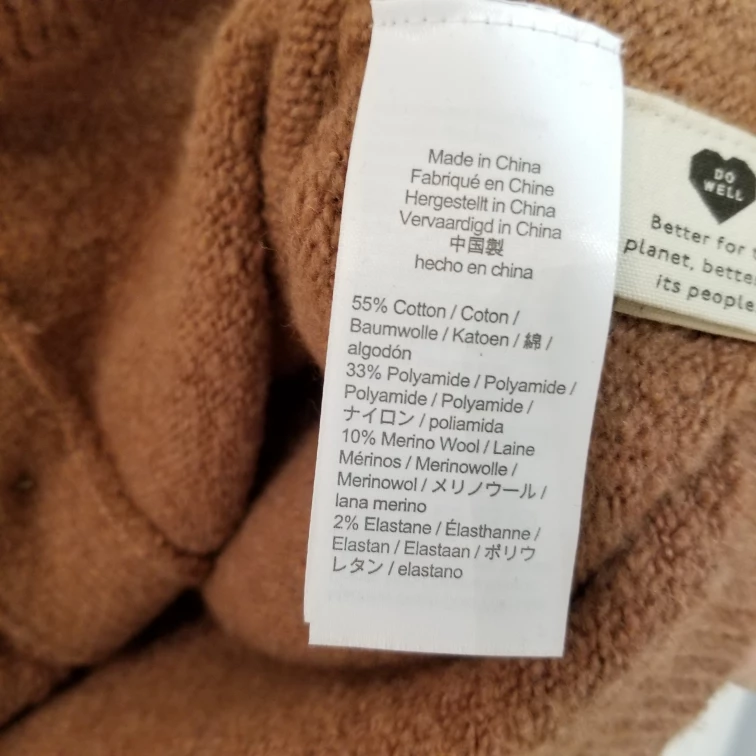 Made in China
Fabriqué en Chine
Hergestellt in China
Vervaardigd in China
中国製
hecho en china
55% Cotton / Coton /
Baumwolle / Katoen / 綿 /
algodón
33% Polyamide / Polyamide /
Polyamide / Polyamide /
ナイロン / poliamida
10% Merino Wool / Laine
Mérinos / Merinowolle /
Merinowol / メリノウール /
lana merino
2% Elastane / Élasthanne /
Elastan / Elastaan / ポリウ
レタン / elastano
DO
WELL
Better for
planet,
its people